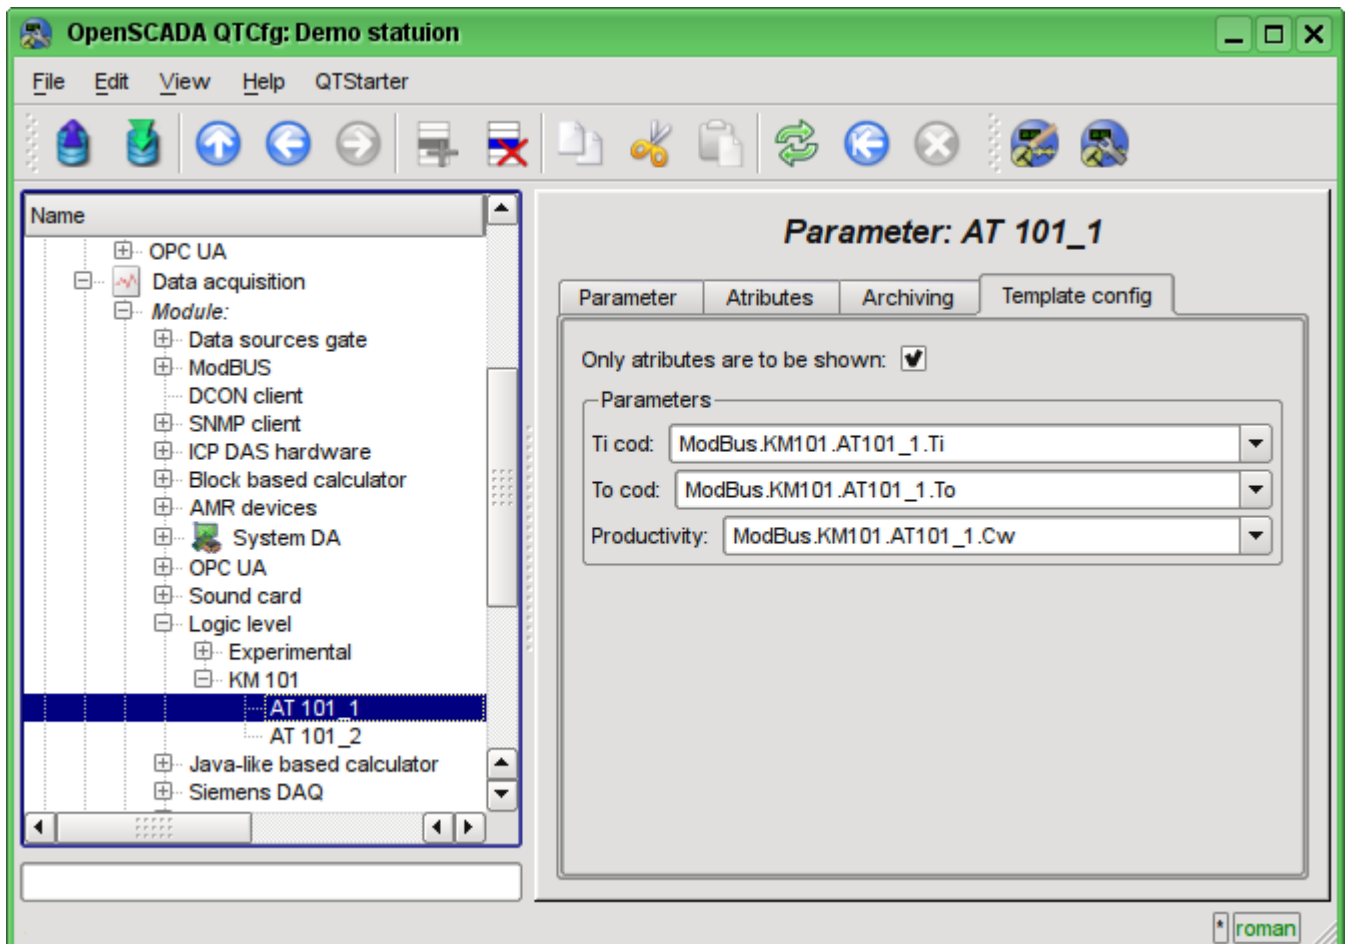 OpenSCADA QTCfg: Demo statuion
File Edit View Help QTStarter
Name
OPC UA
Data acquisition
Module:
Data sources gate
ModBUS
DCON client
SNMP client
ICP DAS hardware
Block based calculator
AMR devices
System DA
OPC UA
Sound card
Logic level
Experimental
KM 101
AT 101_1
AT 101_2
Java-like based calculator
Siemens DAQ
Parameter: AT 101_1
Parameter Atributes Archiving Template config
Only atributes are to be shown:
Parameters
Ti cod: ModBus.KM101.AT101_1.Ti
To cod: ModBus.KM101.AT101_1.To
Productivity: ModBus.KM101.AT101_1.Cw
* roman